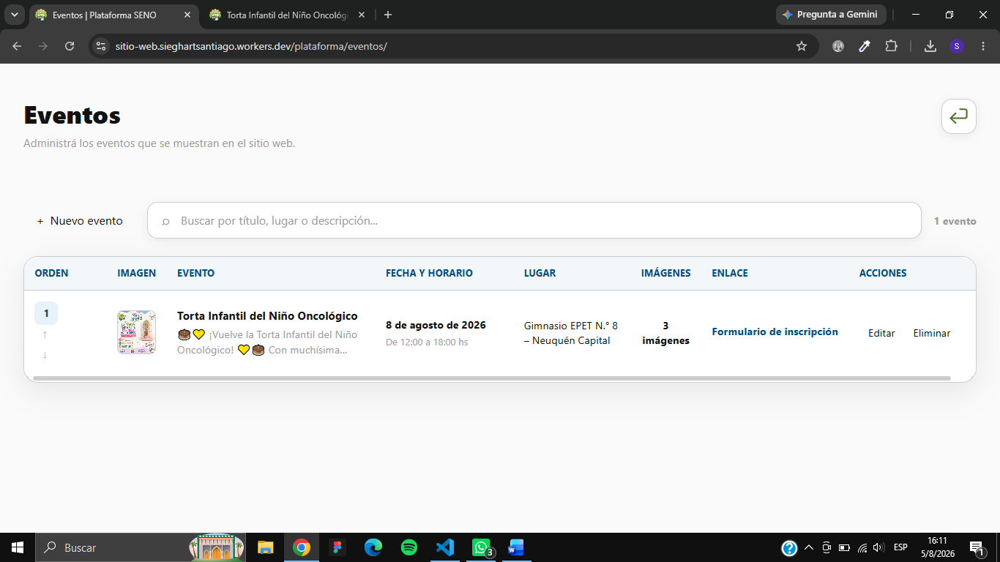 Eventos | Plataforma SENO
Torta Infantil del Niño Oncológi
Pregunta a Gemini
sitio-web.sieghartsantiago.workers.dev/plataforma/eventos/
S
Eventos
Administrá los eventos que se muestran en el sitio web.
+ Nuevo evento
Buscar por título, lugar o descripción...
1 evento
ORDEN IMAGEN EVENTO FECHA Y HORARIO LUGAR IMÁGENES ENLACE ACCIONES
1
↑
↓
Torta Infantil del Niño Oncológico
🎂💛 ¡Vuelve la Torta Infantil del Niño
Oncológico! 💛🎂 Con muchísima...
8 de agosto de 2026
De 12:00 a 18:00 hs
Gimnasio EPET N.° 8
– Neuquén Capital
3
imágenes
Formulario de inscripción
Editar
Eliminar
Buscar
3
ESP
16:11
5/8/2026
1